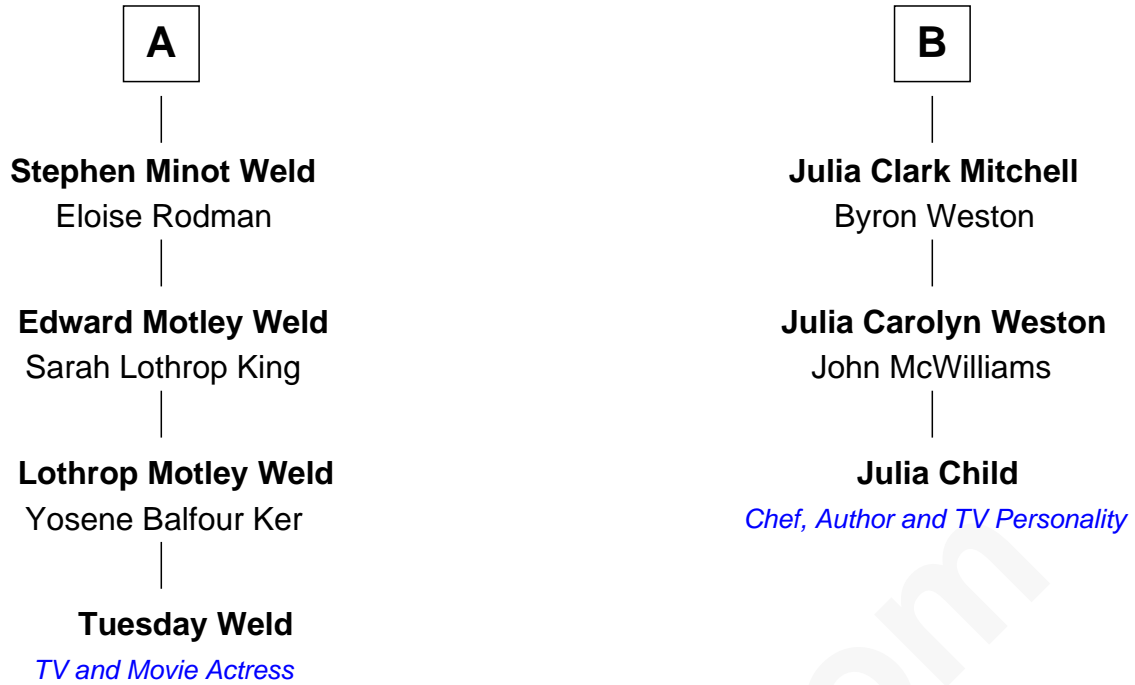 A
Stephen Minot Weld
Eloise Rodman
Edward Motley Weld
Sarah Lothrop King
Lothrop Motley Weld
Yosene Balfour Ker
Tuesday Weld
TV and Movie Actress
B
Julia Clark Mitchell
Byron Weston
Julia Carolyn Weston
John McWilliams
Julia Child
Chef, Author and TV Personality